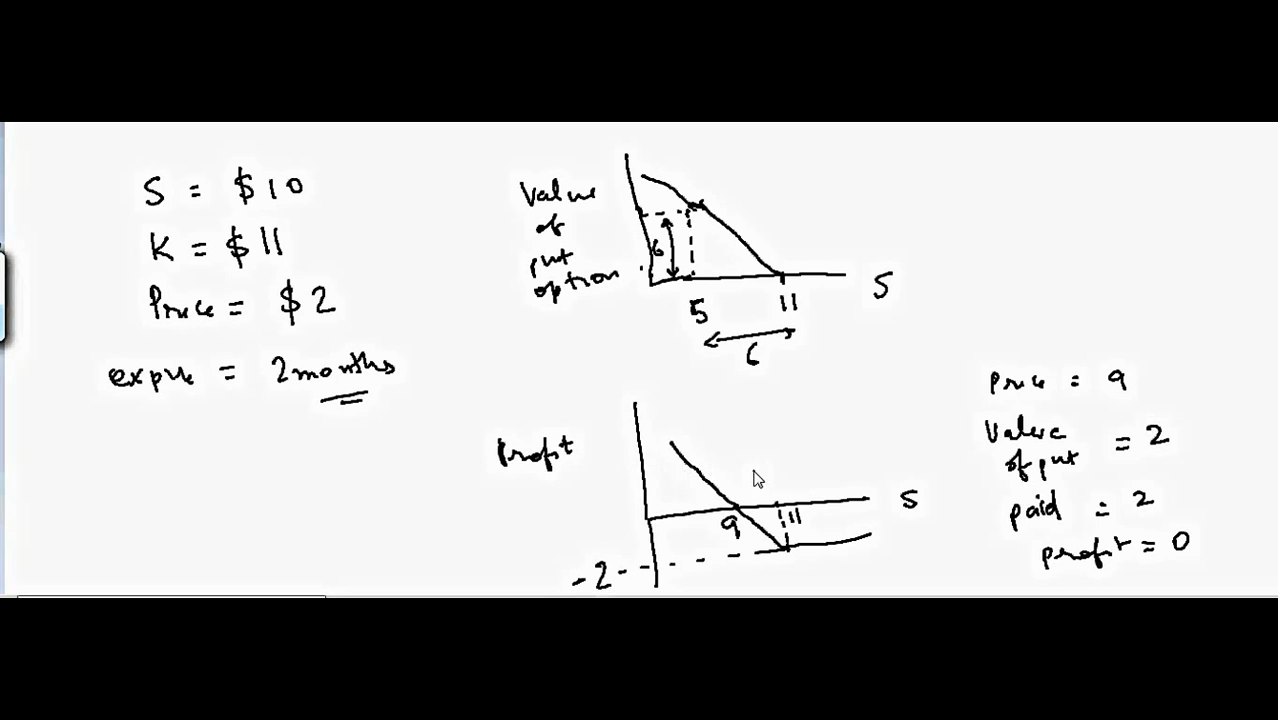 S = $10
K = $11
Price = $2
expire = 2months
Value
of
put
option
6
5
11
S
6
Profit
9
11
S
-2
price = 9
Value
of put = 2
paid = 2
profit = 0